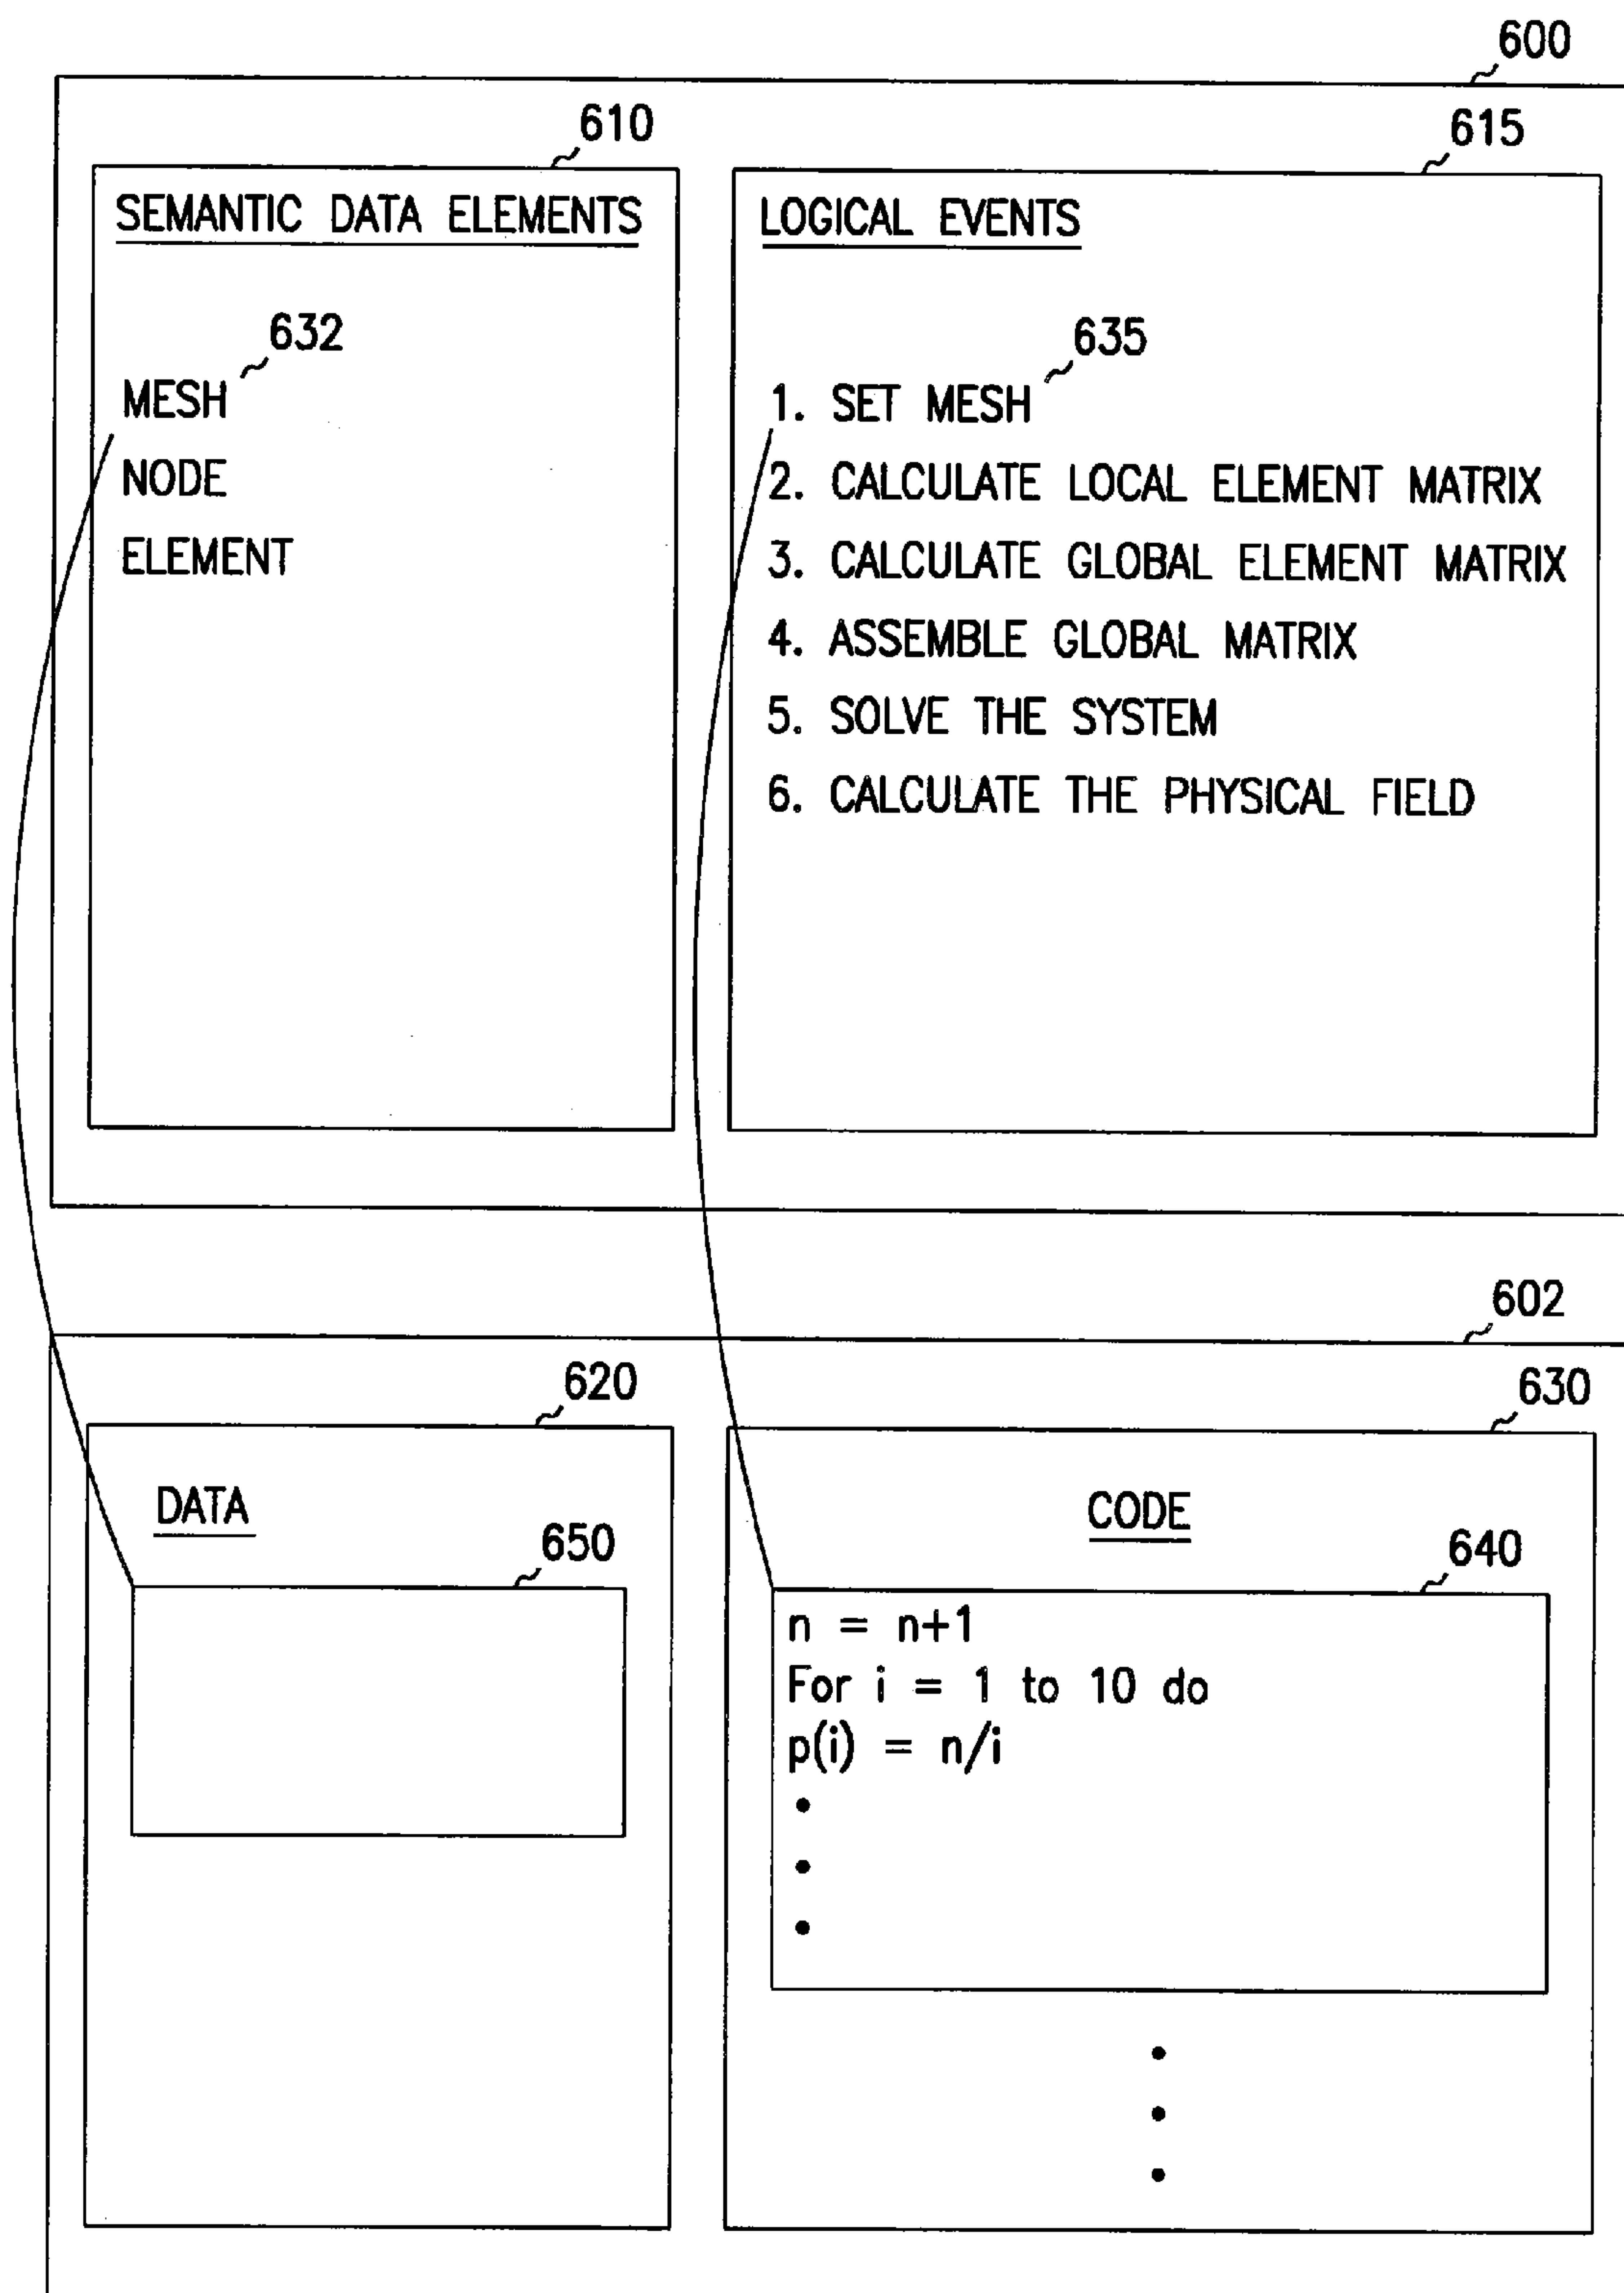 600
610
SEMANTIC DATA ELEMENTS
632
MESH
NODE
ELEMENT
615
LOGICAL EVENTS
635
1. SET MESH
2. CALCULATE LOCAL ELEMENT MATRIX
3. CALCULATE GLOBAL ELEMENT MATRIX
4. ASSEMBLE GLOBAL MATRIX
5. SOLVE THE SYSTEM
6. CALCULATE THE PHYSICAL FIELD
602
620
DATA
650
630
CODE
640
n = n+1
For i = 1 to 10 do
p(i) = n/i